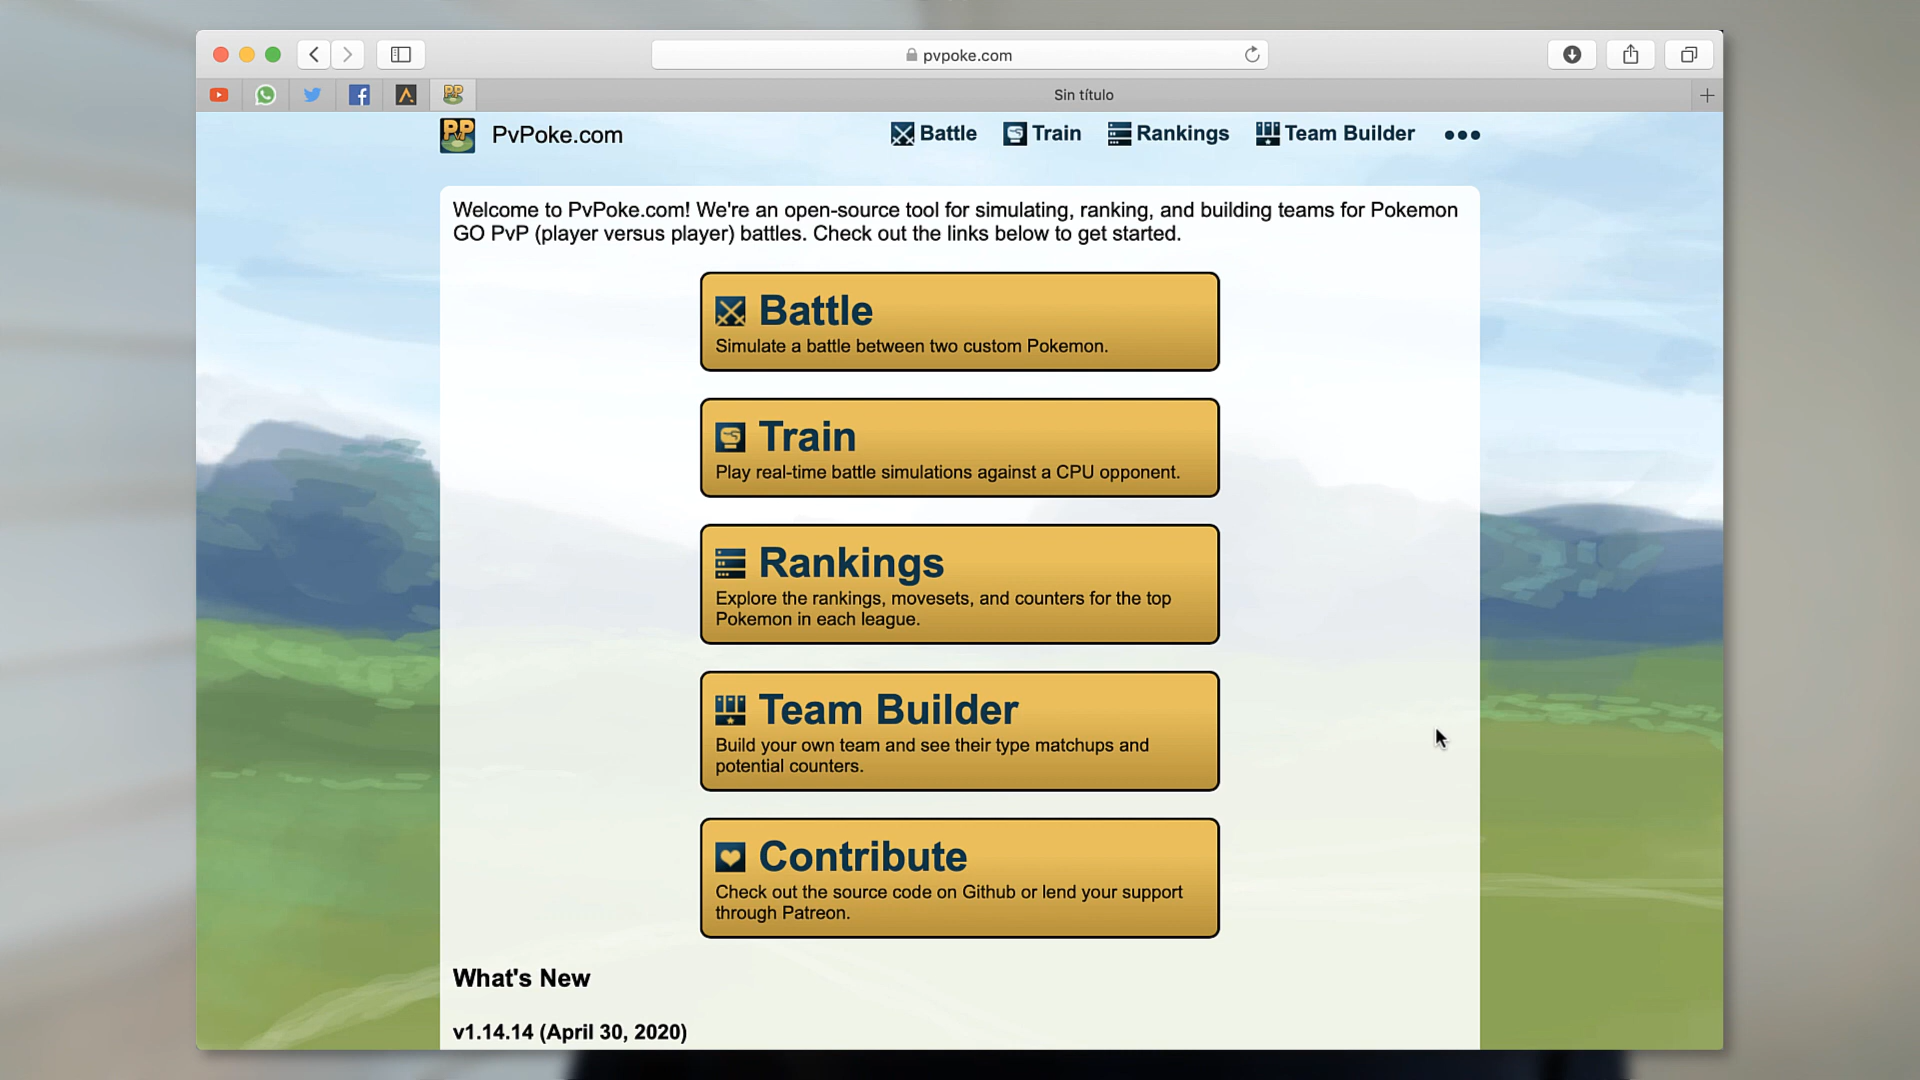 pvpoke.com
Sin título
PvPoke.com
Battle
Train
Rankings
Team Builder
Welcome to PvPoke.com! We're an open-source tool for simulating, ranking, and building teams for Pokemon
GO PvP (player versus player) battles. Check out the links below to get started.
Battle
Simulate a battle between two custom Pokemon.
Train
Play real-time battle simulations against a CPU opponent.
Rankings
Explore the rankings, movesets, and counters for the top
Pokemon in each league.
Team Builder
Build your own team and see their type matchups and
potential counters.
Contribute
Check out the source code on Github or lend your support
through Patreon.
What's New
v1.14.14 (April 30, 2020)